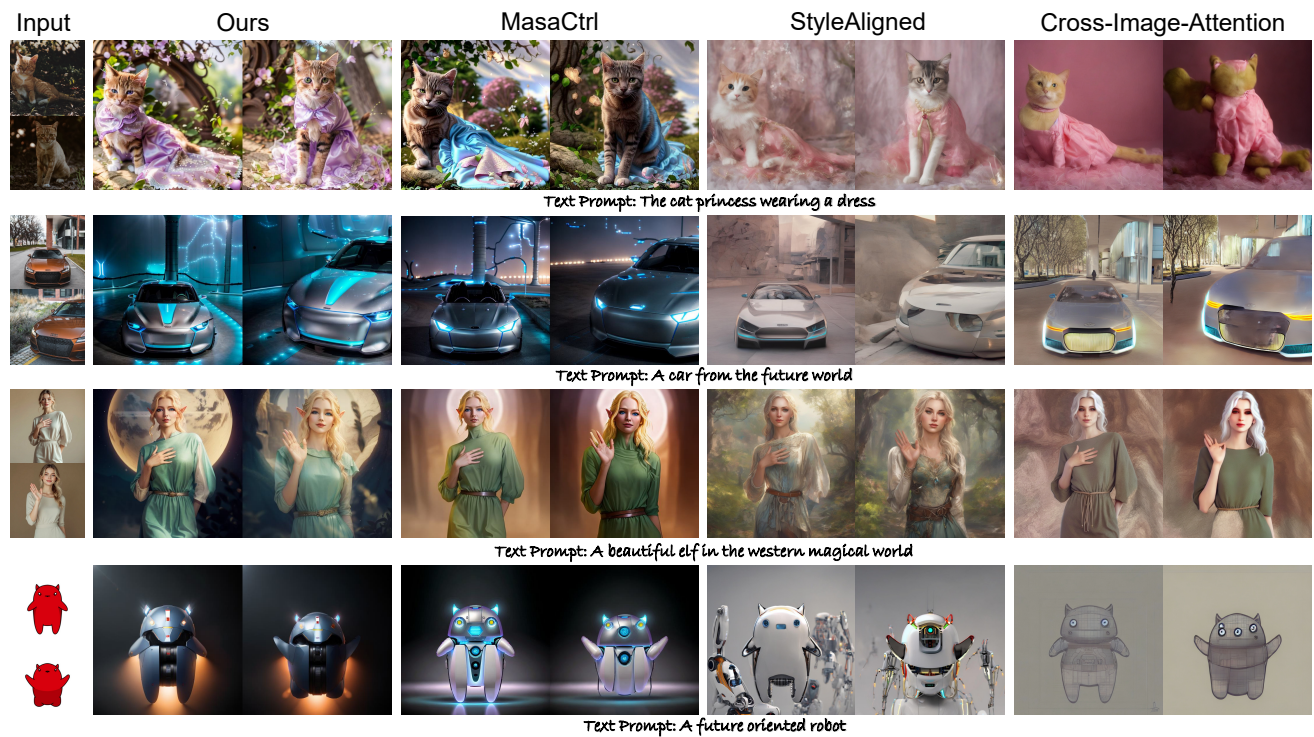 Input Ours MasaCtrl StyleAligned Cross-Image-Attention
Text Prompt: The cat princess wearing a dress
Text Prompt: A car from the future world
Text Prompt: A beautiful elf in the western magical world
Text Prompt: A future oriented robot